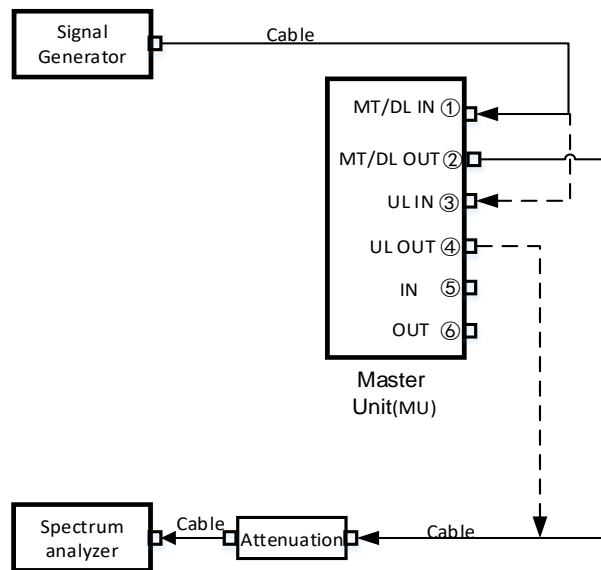 Signal
Generator
Cable
MT/DL IN ①
MT/DL OUT ②
UL IN ③
UL OUT ④
IN ⑤
OUT ⑥
Master
Unit(MU)
Spectrum
analyzer
Cable
Attenuation
Cable